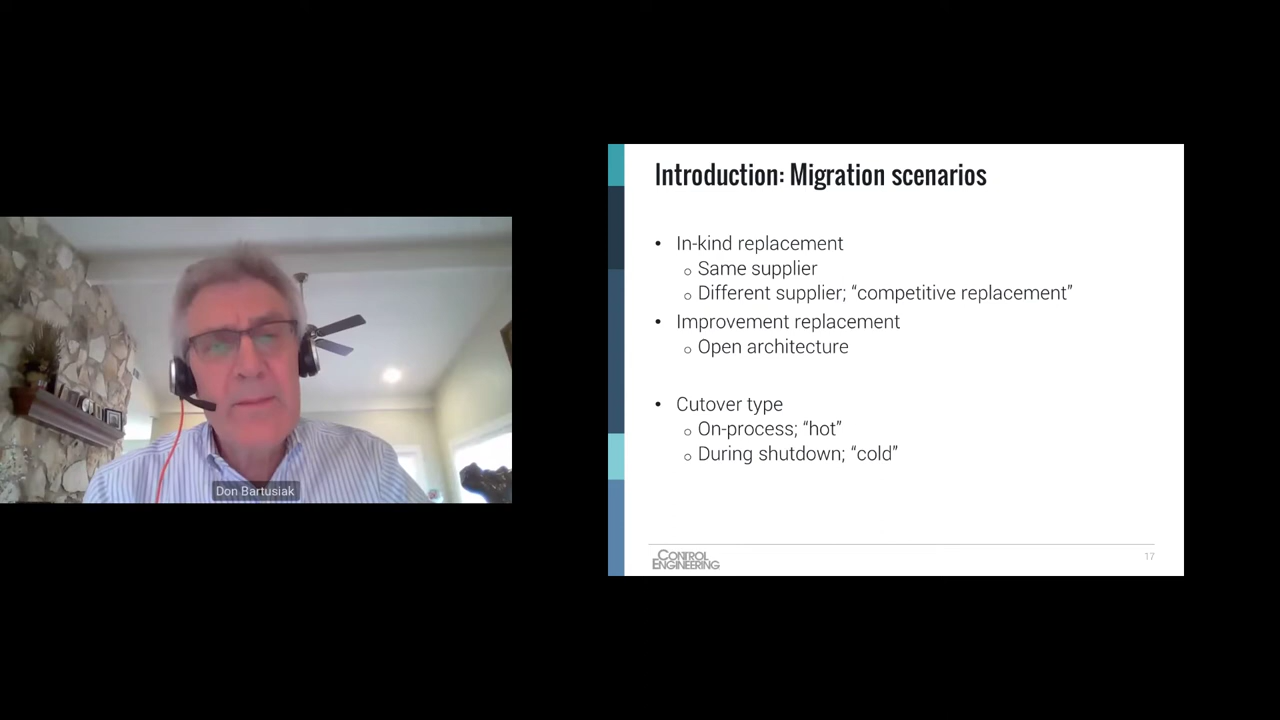 Don Bartusiak
Introduction: Migration scenarios
• In-kind replacement
o Same supplier
o Different supplier; “competitive replacement”
• Improvement replacement
o Open architecture
• Cutover type
o On-process; “hot”
o During shutdown; “cold”
CONTROL
ENGINEERING
17